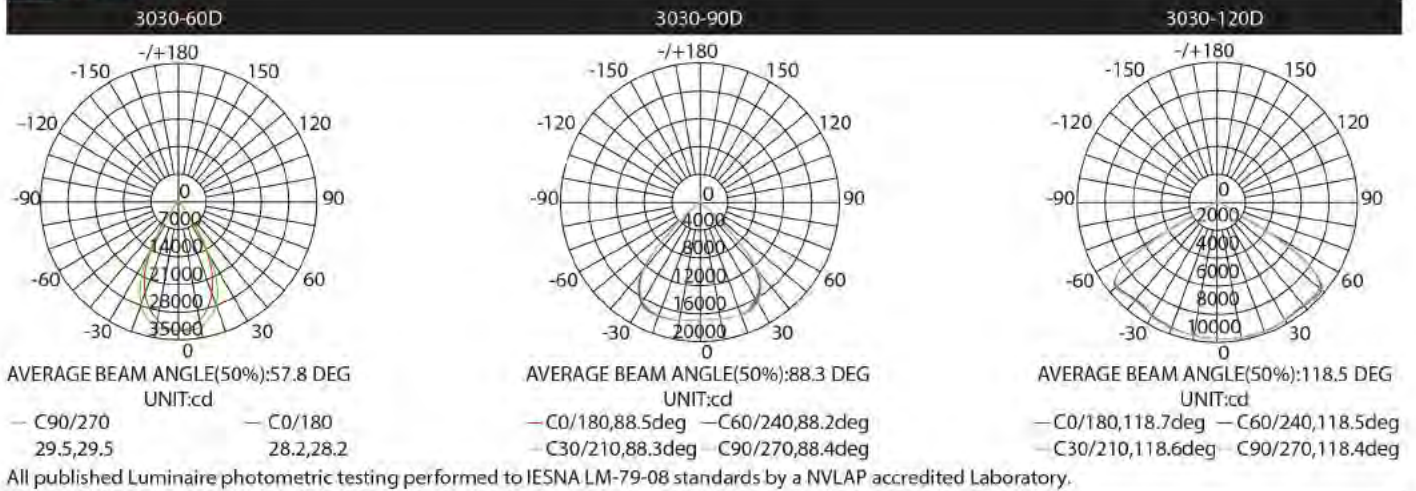 3030-60D
-/+180
-150 150
-120 120
-90 90
-60 60
-30 30
0
0
7000
14000
21000
28000
35000
AVERAGE BEAM ANGLE(50%):57.8 DEG
UNIT:cd
— C90/270 — C0/180
29.5,29.5 28.2,28.2
3030-90D
-/+180
-150 150
-120 120
-90 90
-60 60
-30 30
0
0
4000
8000
12000
16000
20000
AVERAGE BEAM ANGLE(50%):88.3 DEG
UNIT:cd
—C0/180,88.5deg —C60/240,88.2deg
—C30/210,88.3deg —C90/270,88.4deg
3030-120D
-/+180
-150 150
-120 120
-90 90
-60 60
-30 30
0
0
2000
4000
6000
8000
10000
AVERAGE BEAM ANGLE(50%):118.5 DEG
UNIT:cd
—C0/180,118.7deg —C60/240,118.5deg
—C30/210,118.6deg —C90/270,118.4deg
All published Luminaire photometric testing performed to IESNA LM-79-08 standards by a NVLAP accredited Laboratory.